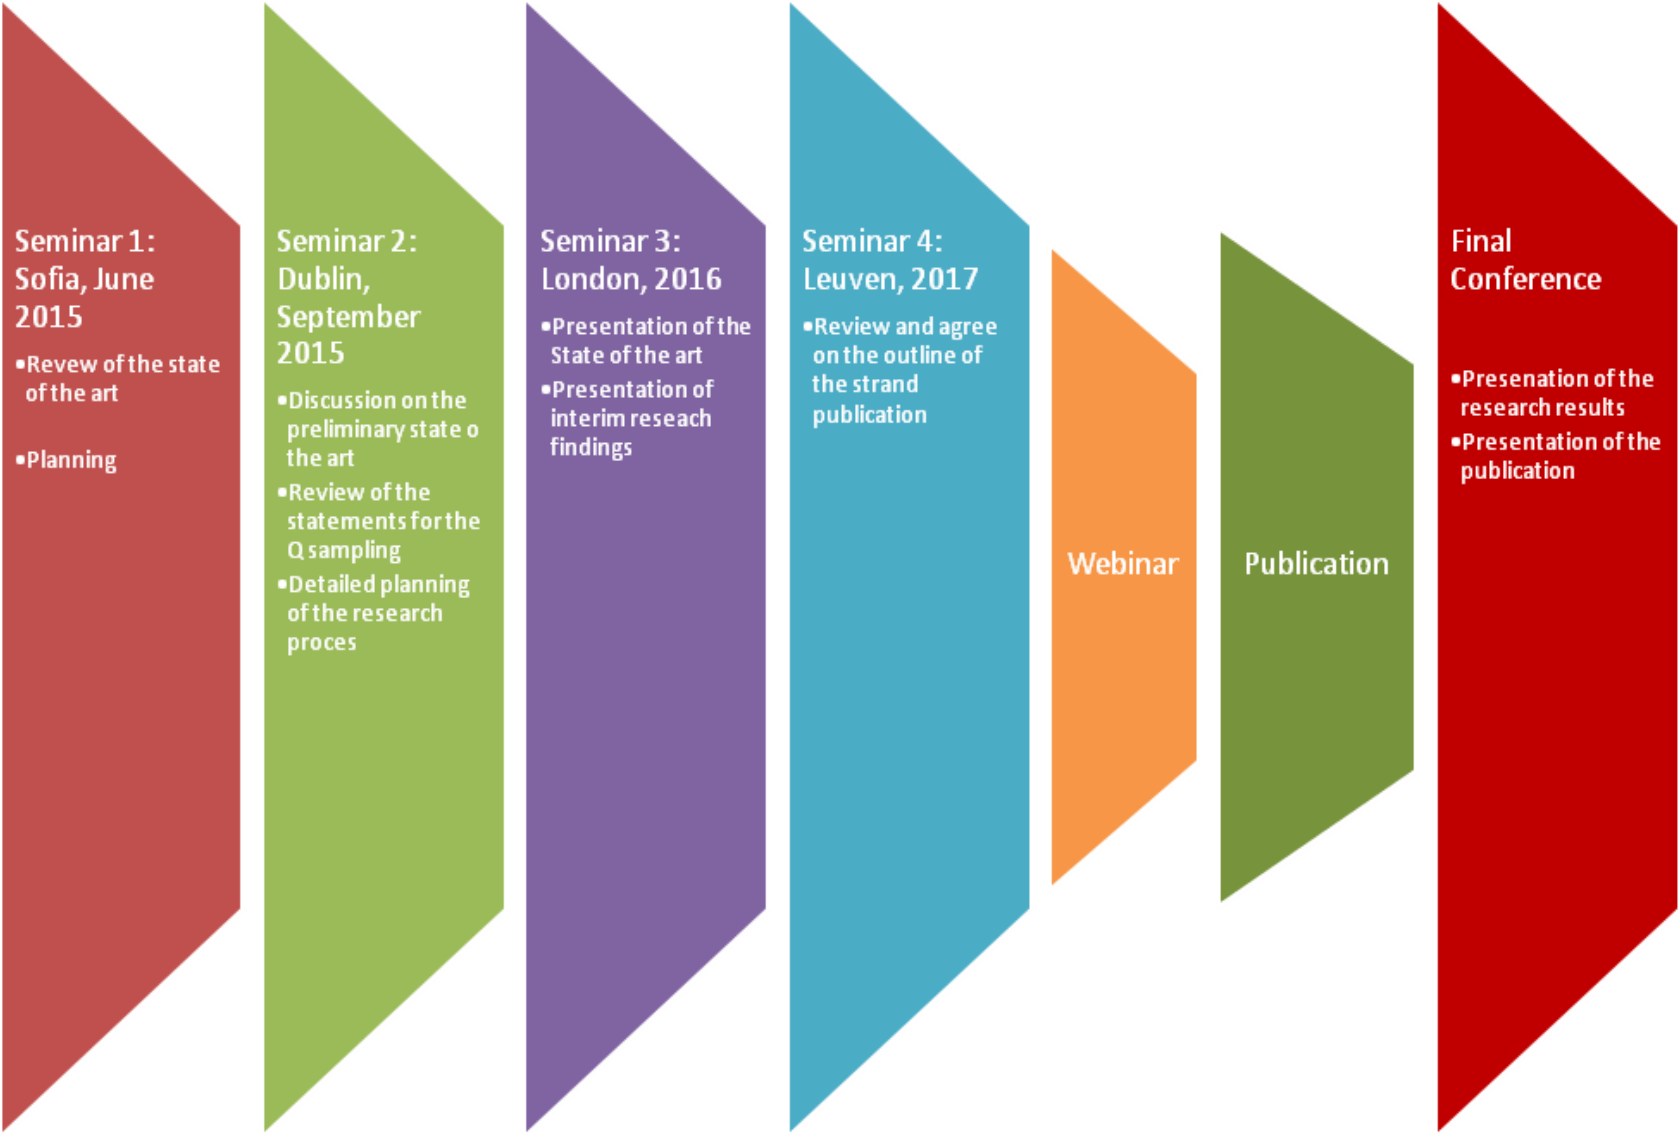 Seminar 1:
Sofia, June
2015
•Revew of the state
of the art
•Planning
Seminar 2:
Dublin,
September
2015
•Discussion on the
preliminary state o
the art
•Review of the
statements for the
Q sampling
•Detailed planning
of the research
proces
Seminar 3:
London, 2016
•Presentation of the
State of the art
•Presentation of
interim reseach
findings
Seminar 4:
Leuven, 2017
•Review and agree
on the outline of
the strand
publication
Webinar
Publication
Final
Conference
•Presenation of the
research results
•Presentation of the
publication